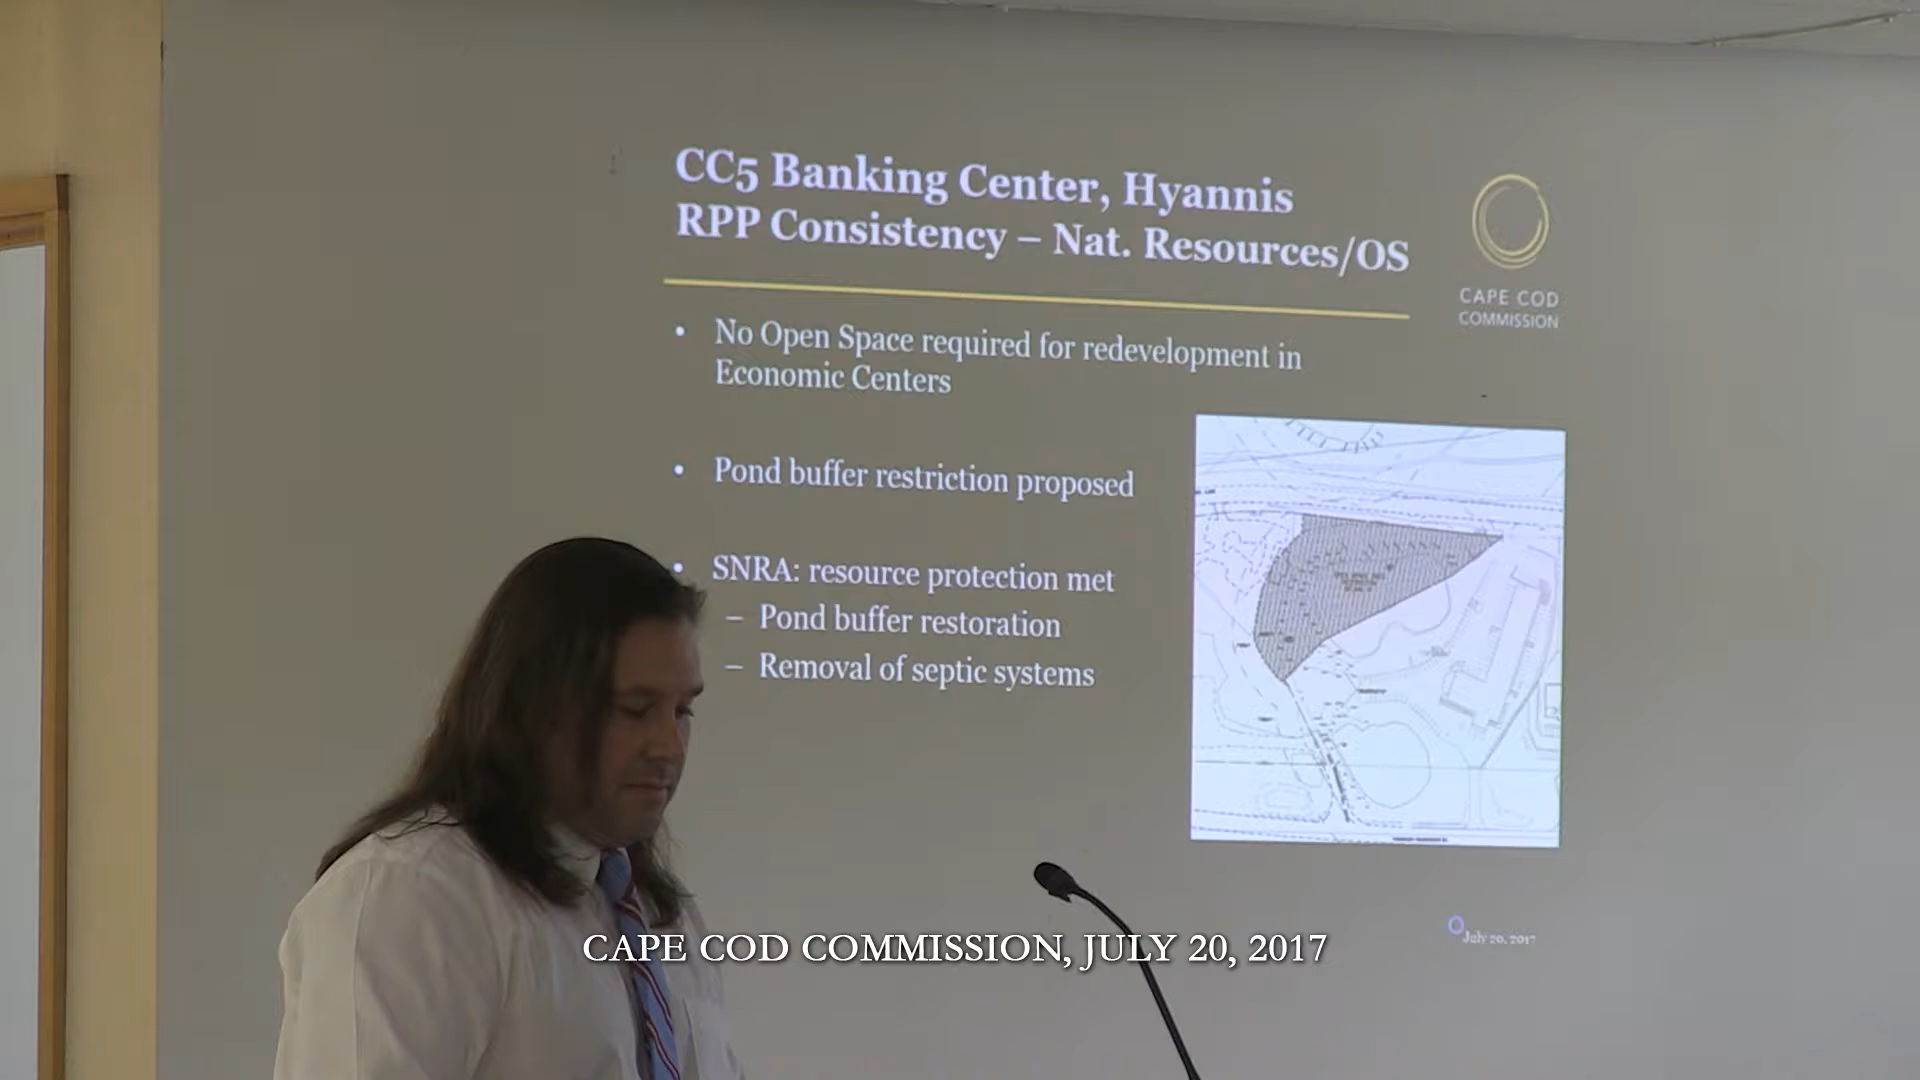 CC5 Banking Center, Hyannis
RPP Consistency – Nat. Resources/OS
CAPE COD
COMMISSION
• No Open Space required for redevelopment in
Economic Centers
• Pond buffer restriction proposed
• SNRA: resource protection met
– Pond buffer restoration
– Removal of septic systems
July 20, 2017
CAPE COD COMMISSION, JULY 20, 2017